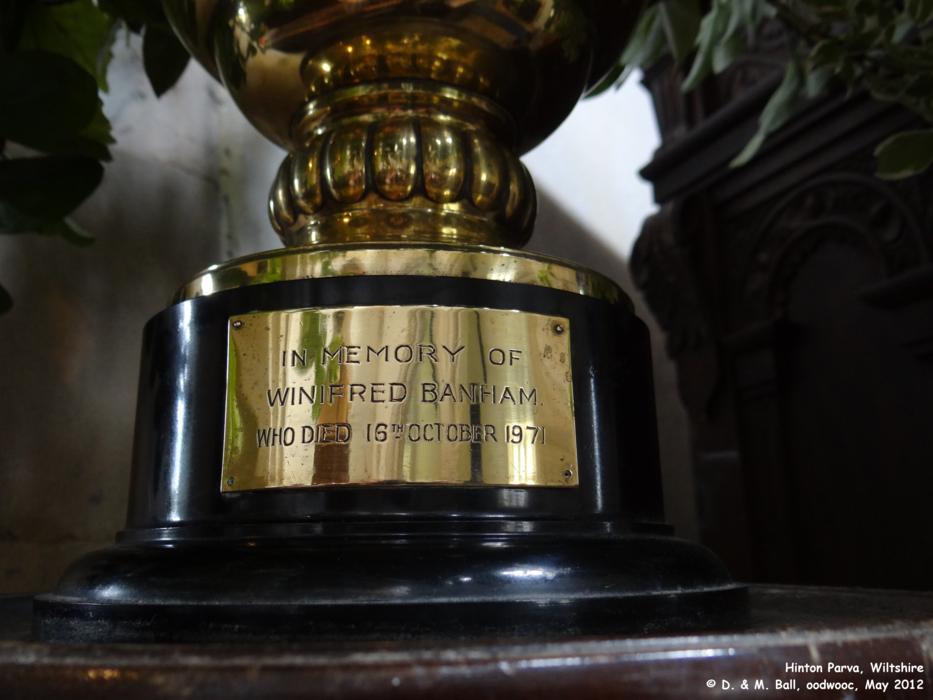 IN MEMORY OF
WINIFRED BANHAM.
WHO DIED 16TH OCTOBER 1971
Hinton Parva, Wiltshire
© D. & M. Ball, oodwooc, May 2012